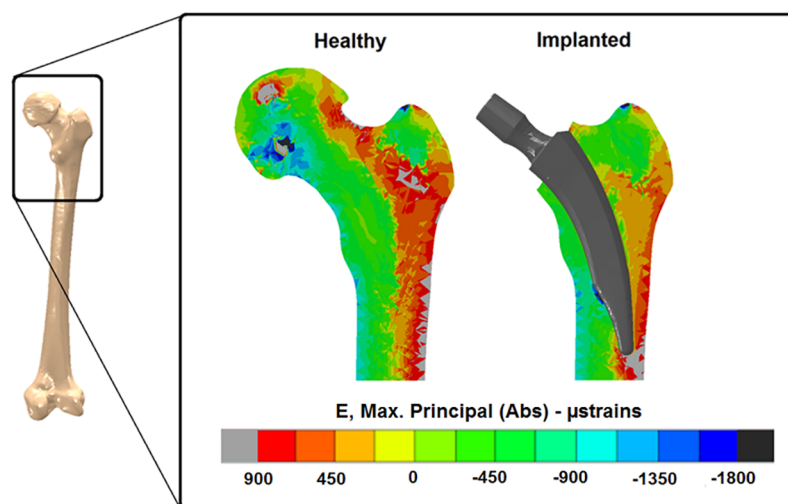 Healthy
Implanted
E, Max. Principal (Abs) - µstrains
900 450 0 -450 -900 -1350 -1800